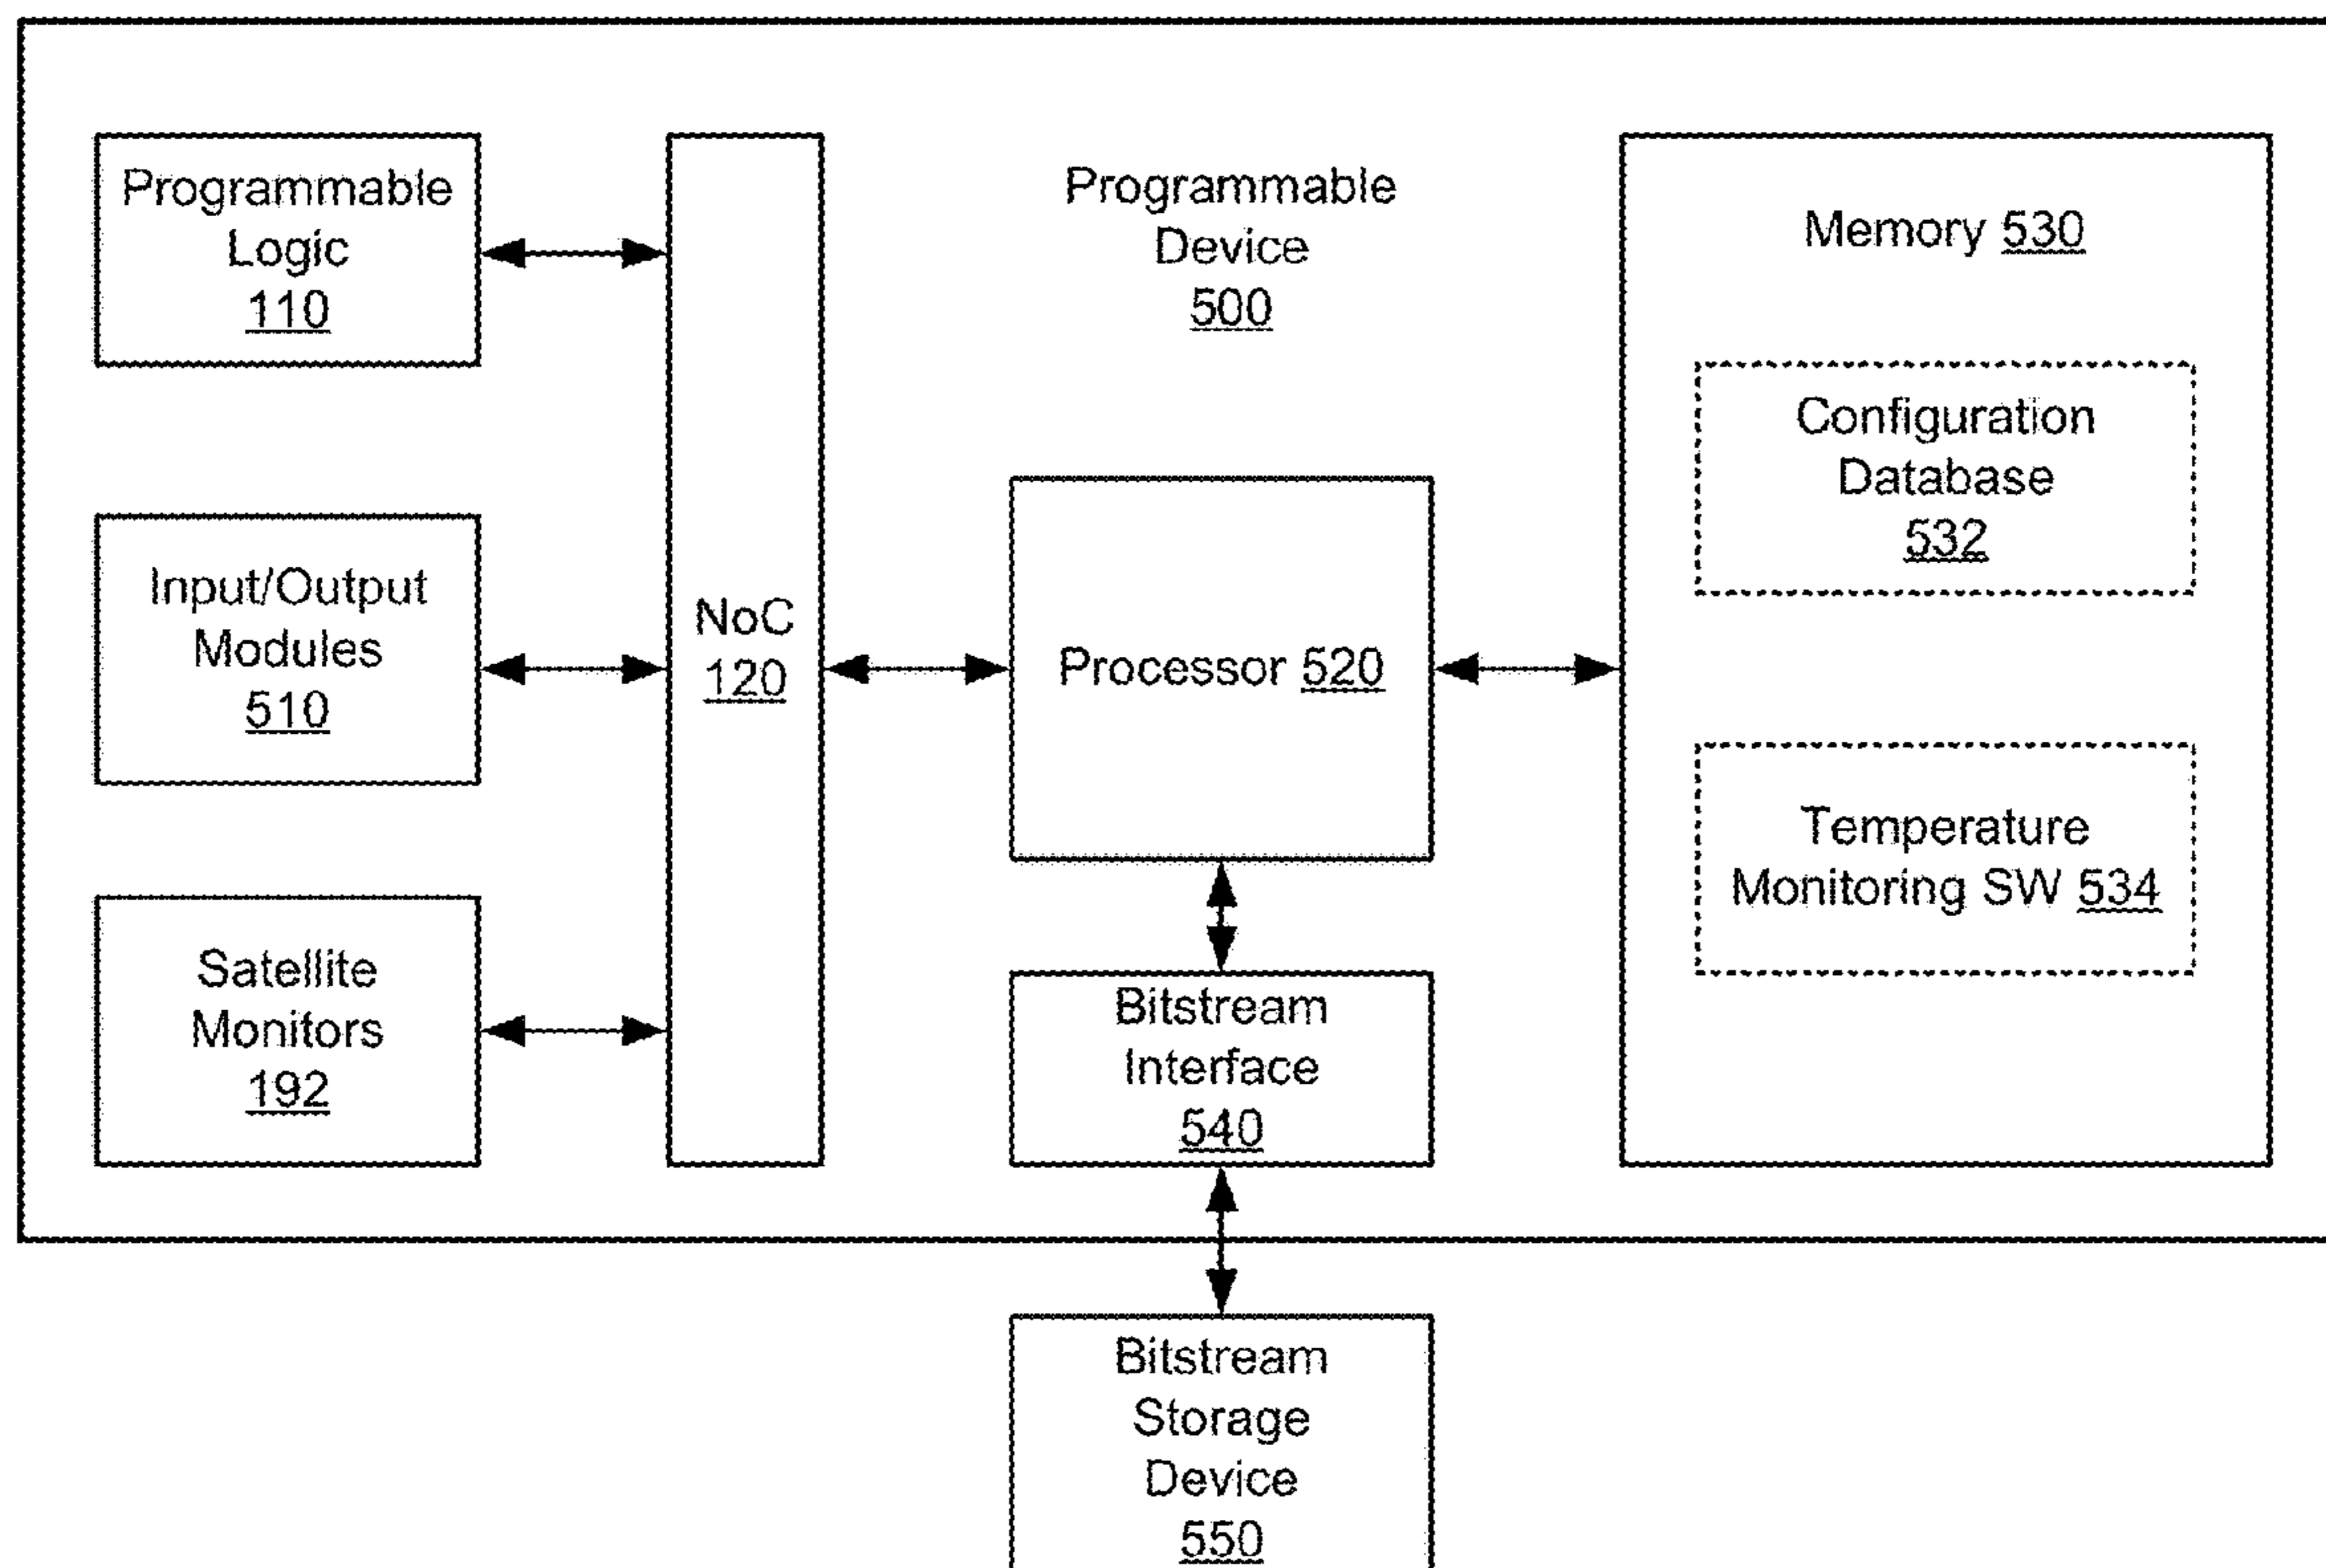 Programmable
Logic
110
Input/Output
Modules
510
Satellite
Monitors
192
NoC
120
Programmable
Device
500
Processor 520
Bitstream
Interface
540
Bitstream
Storage
Device
550
Memory 530
Configuration
Database
532
Temperature
Monitoring SW 534